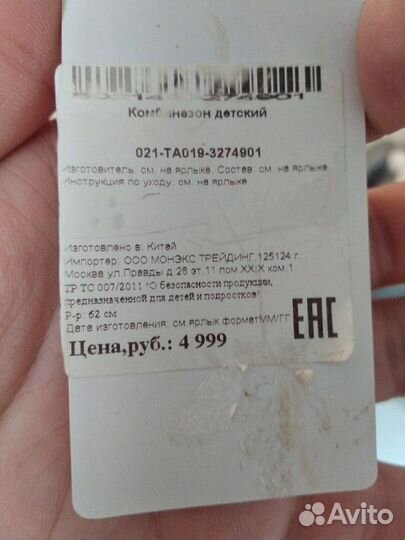 Комбинезон детский
021-TA019-3274901
Изготовитель: см. на ярлыке, Состав: см. на ярлыке
Инструкция по уходу: см. на ярлыке
Изготовлено в: Китай
Импортер: ООО МОНЭКС ТРЕЙДИНГ,125124 г.
Москва ул.Правды д 26 эт.11 пом.XXIX ком 1
ТР ТС 007/2011 "О безопасности продукции,
предназначенной для детей и подростков"
Р-р: 62 см
Дата изготовления: см.ярлык.форматММ/ГГ
EAC
Цена,руб.: 4 999
Avito